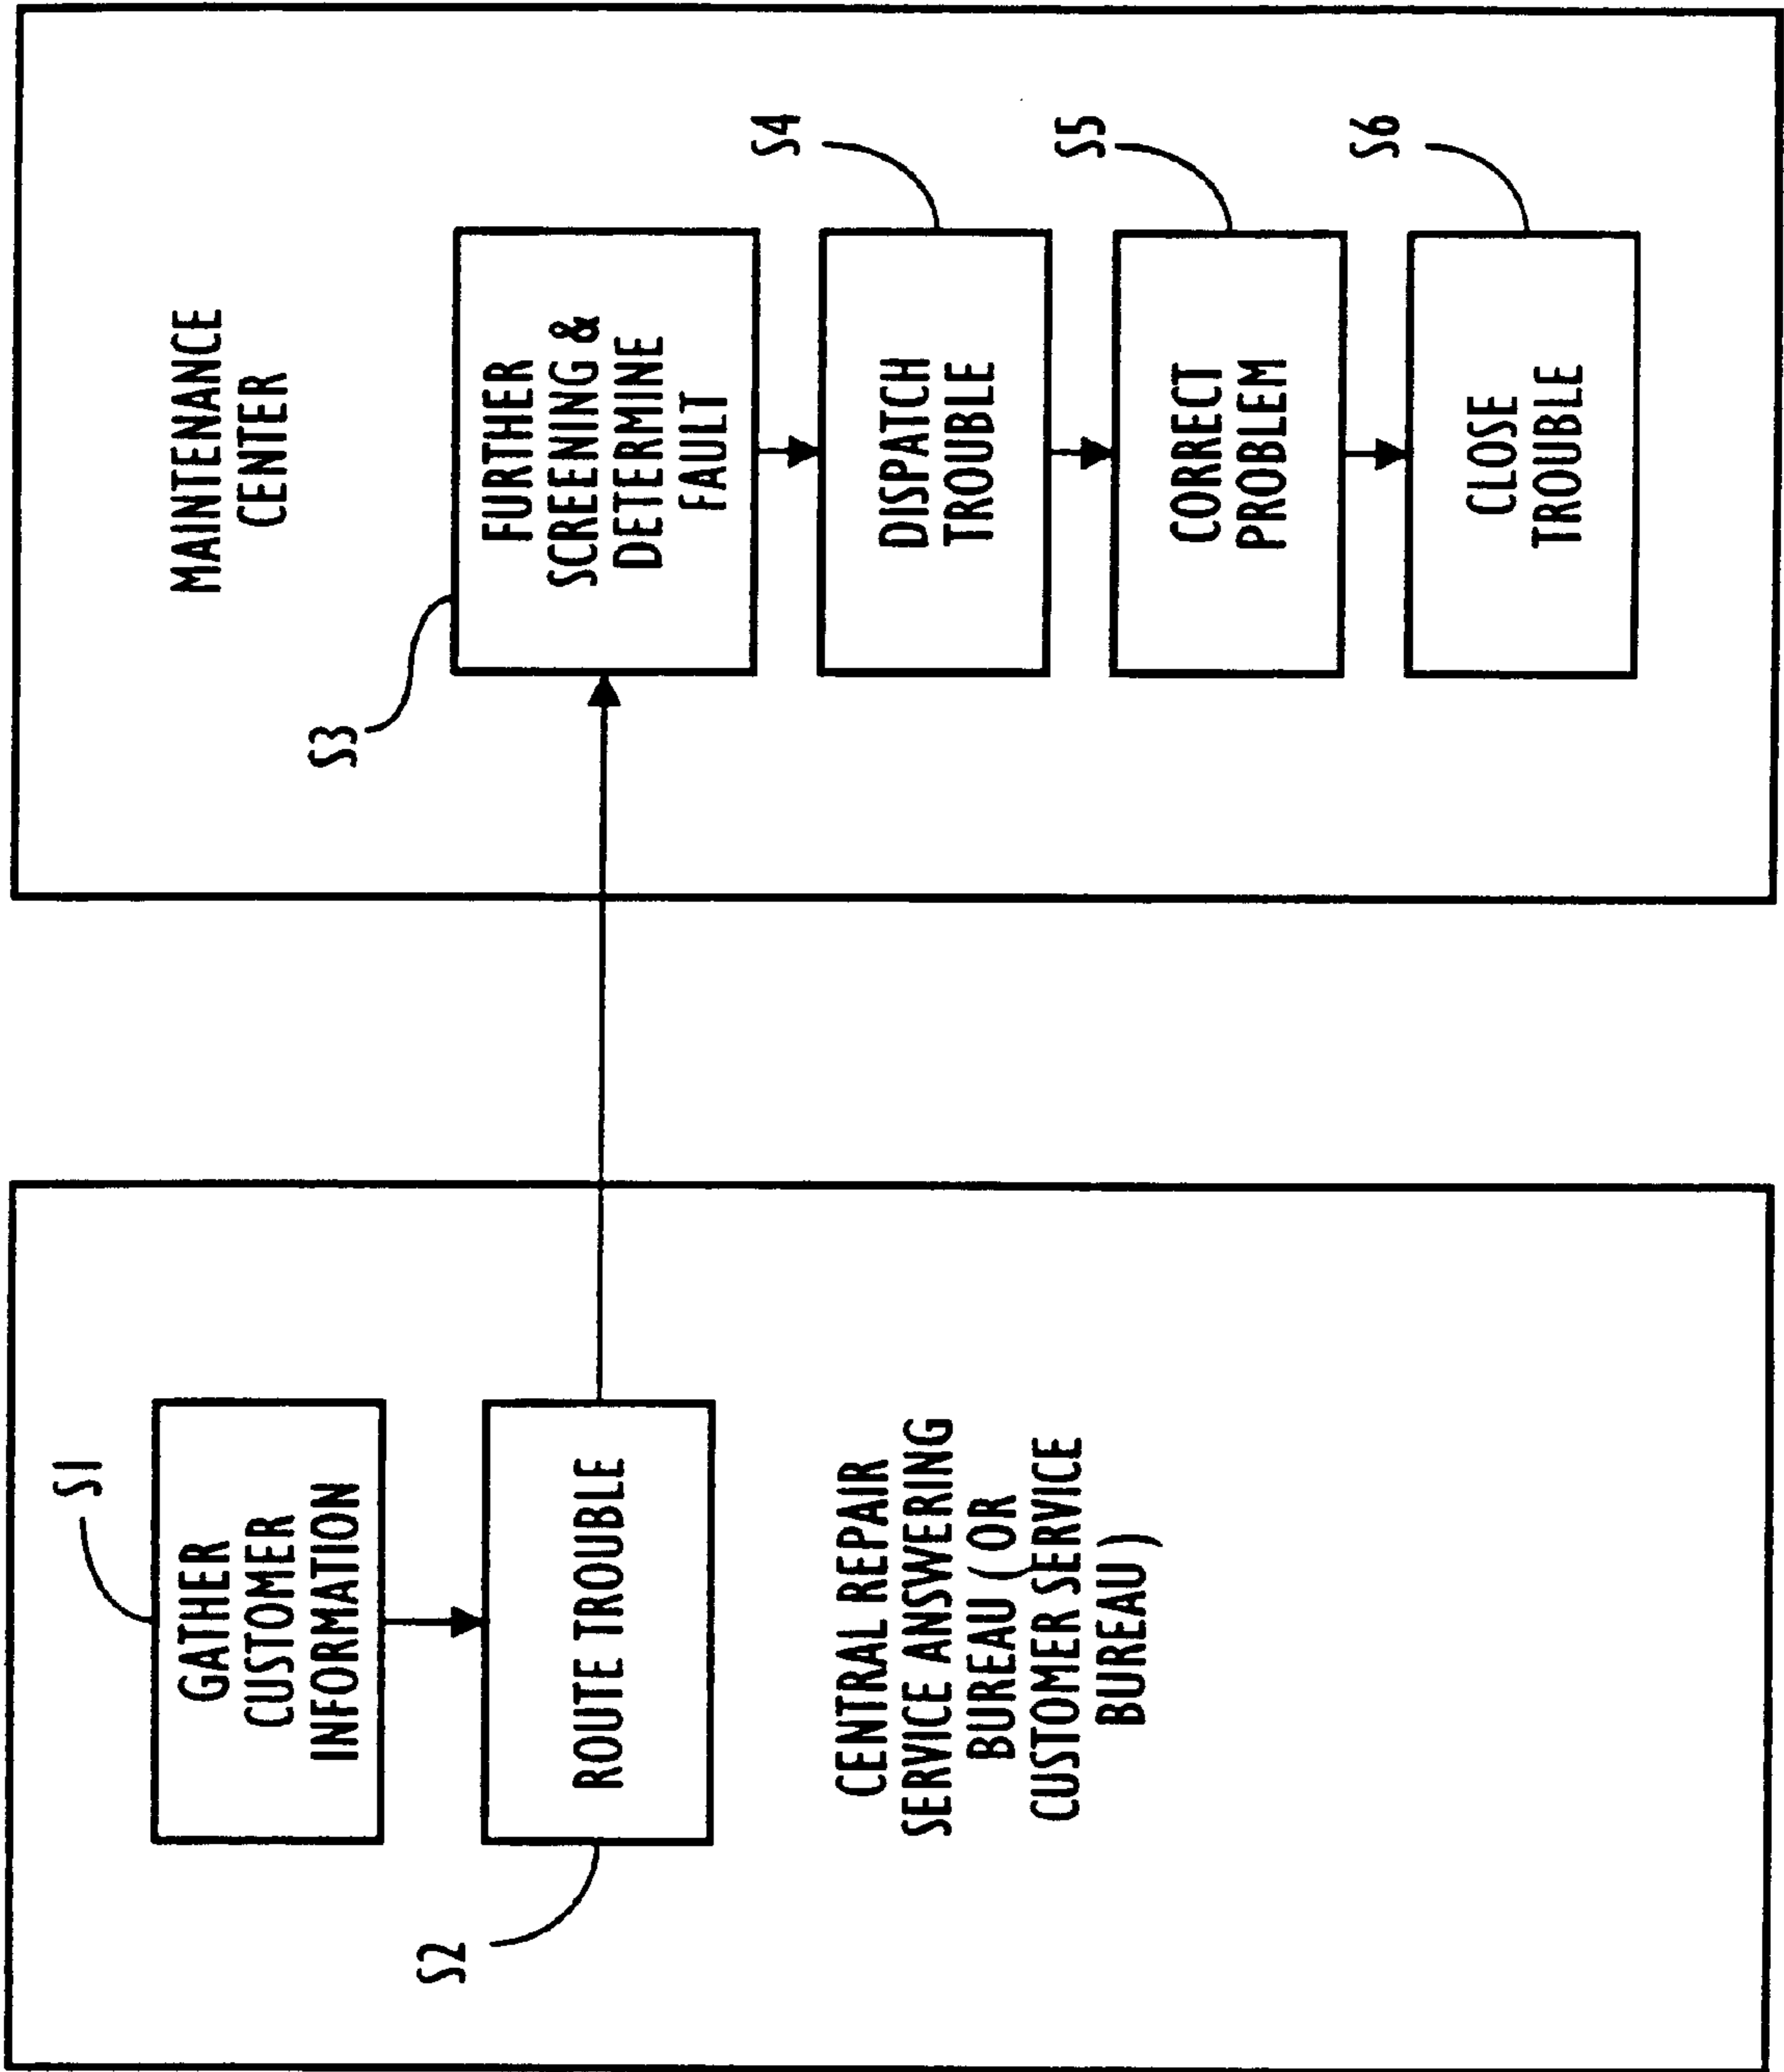 S1
GATHER
CUSTOMER
INFORMATION
S2
ROUTE TROUBLE
CENTRAL REPAIR
SERVICE ANSWERING
BUREAU (OR
CUSTOMER SERVICE
BUREAU)
MAINTENANCE
CENTER
S3
FURTHER
SCREENING &
DETERMINE
FAULT
S4
DISPATCH
TROUBLE
S5
CORRECT
PROBLEM
S6
CLOSE
TROUBLE